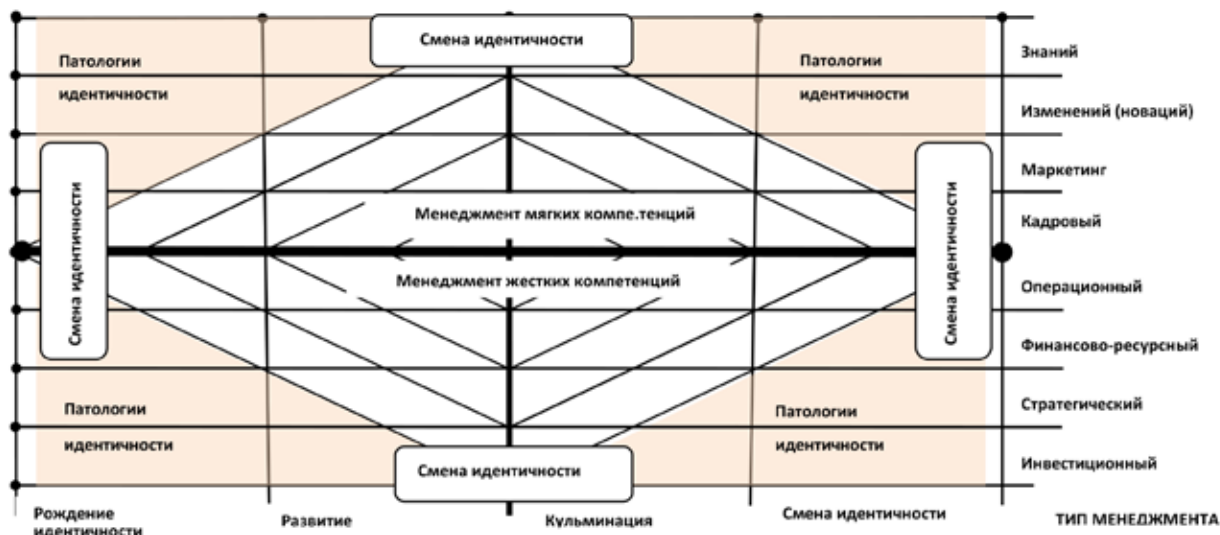 Смена идентичности
Знаний
Патологии
идентичности
Патологии
идентичности
Изменений (новаций)
Маркетинг
Смена идентичности
Менеджмент мягких компе.тенций
Смена идентичности
Кадровый
Менеджмент жестких компетенций
Операционный
Финансово-ресурсный
Патологии
идентичности
Патологии
идентичности
Стратегический
Смена идентичности
Инвестиционный
Рождение
идентичности
Развитие
Кульминация
Смена идентичности
ТИП МЕНЕДЖМЕНТА